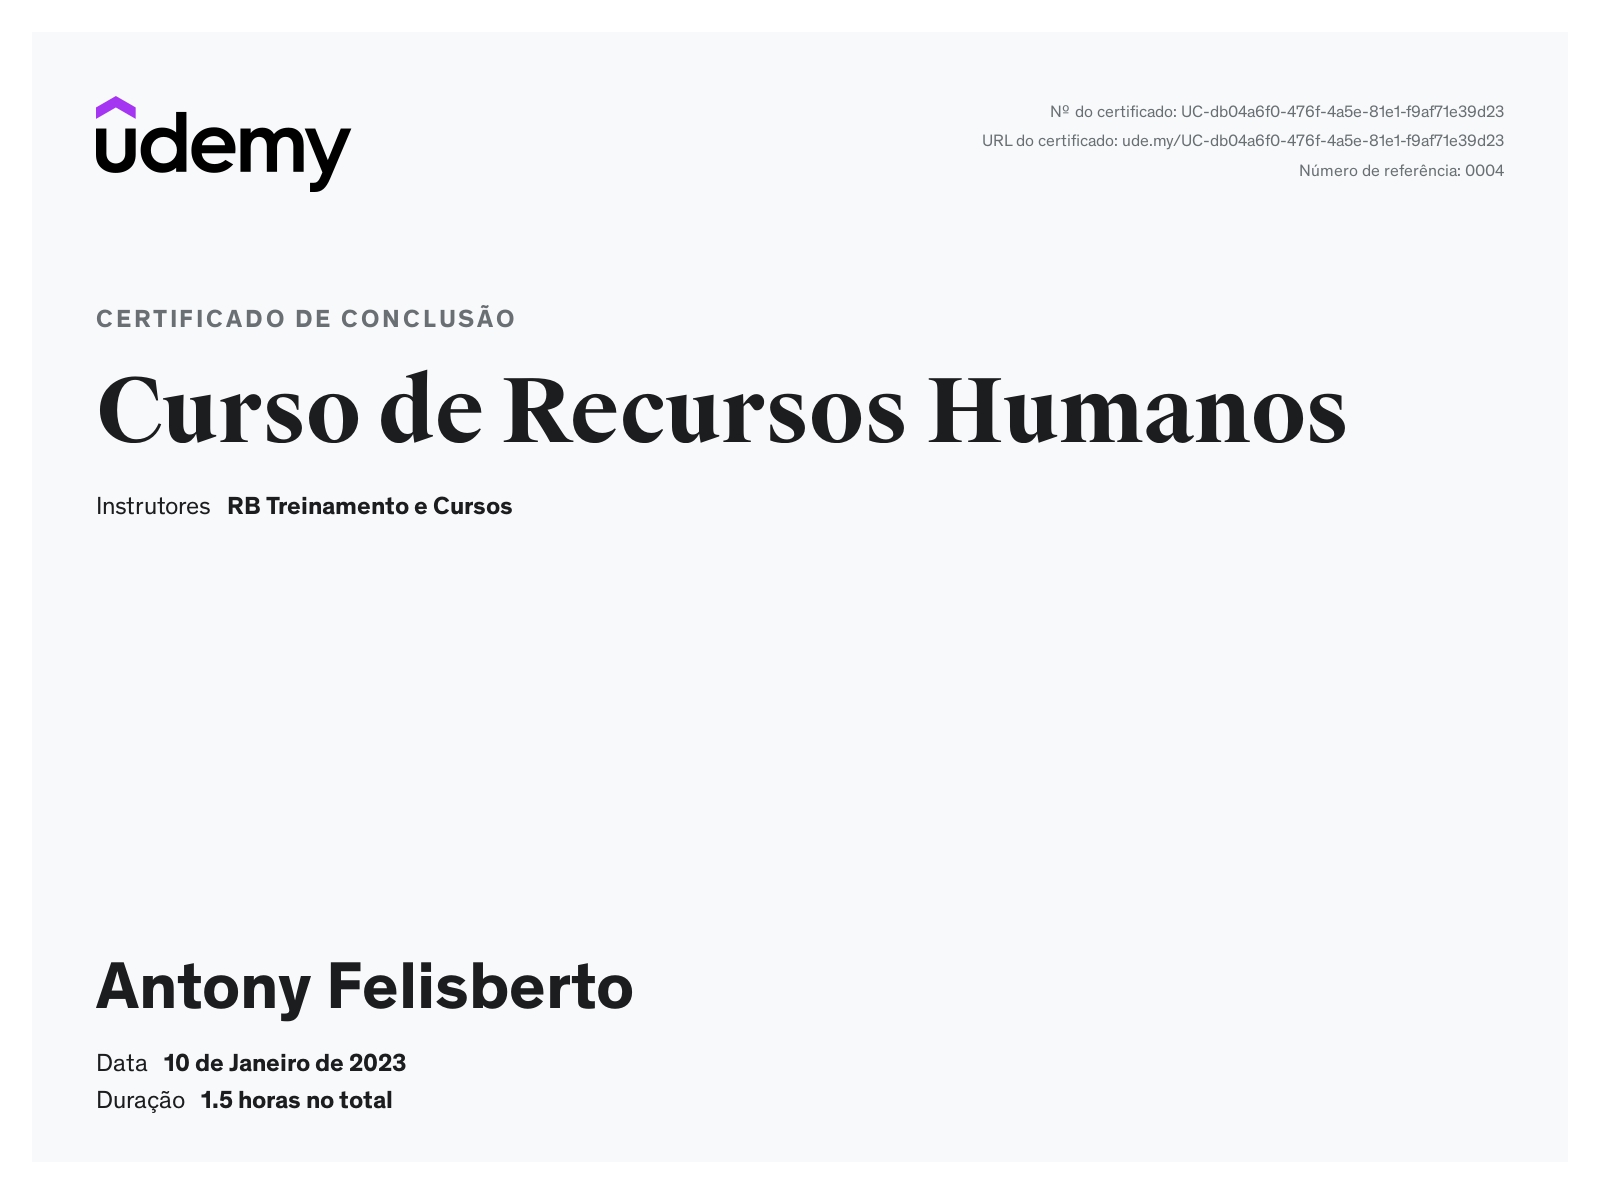 udemy
Nº do certificado: UC-db04a6f0-476f-4a5e-81e1-f9af71e39d23
URL do certificado: ude.my/UC-db04a6f0-476f-4a5e-81e1-f9af71e39d23
Número de referência: 0004
CERTIFICADO DE CONCLUSÃO
Curso de Recursos Humanos
Instrutores RB Treinamento e Cursos
Antony Felisberto
Data 10 de Janeiro de 2023
Duração 1.5 horas no total